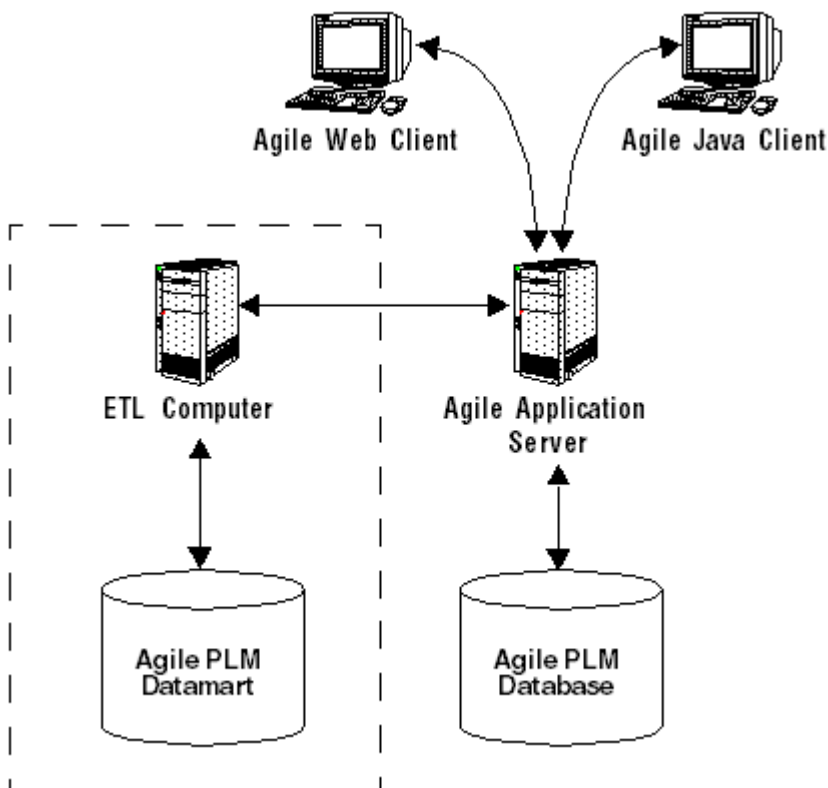 Agile Web Client
Agile Java Client
ETL Computer
Agile Application
Server
Agile PLM
Datamart
Agile PLM
Database